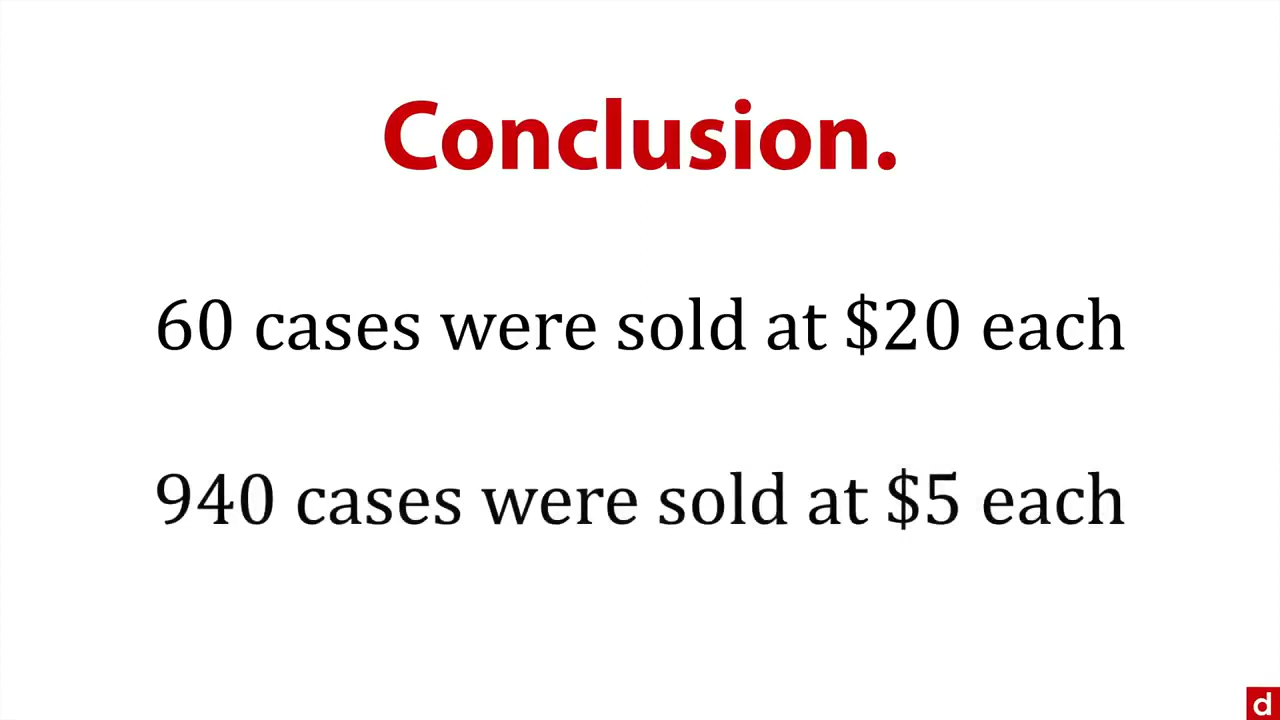 Conclusion.
60 cases were sold at $20 each
940 cases were sold at $5 each
d